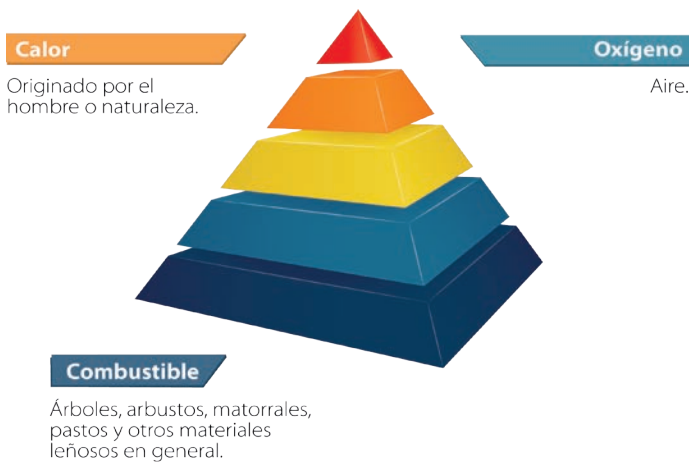 Calor
Originado por el
hombre o naturaleza.
Oxígeno
Aire.
Combustible
Árboles, arbustos, matorrales,
pastos y otros materiales
leñosos en general.